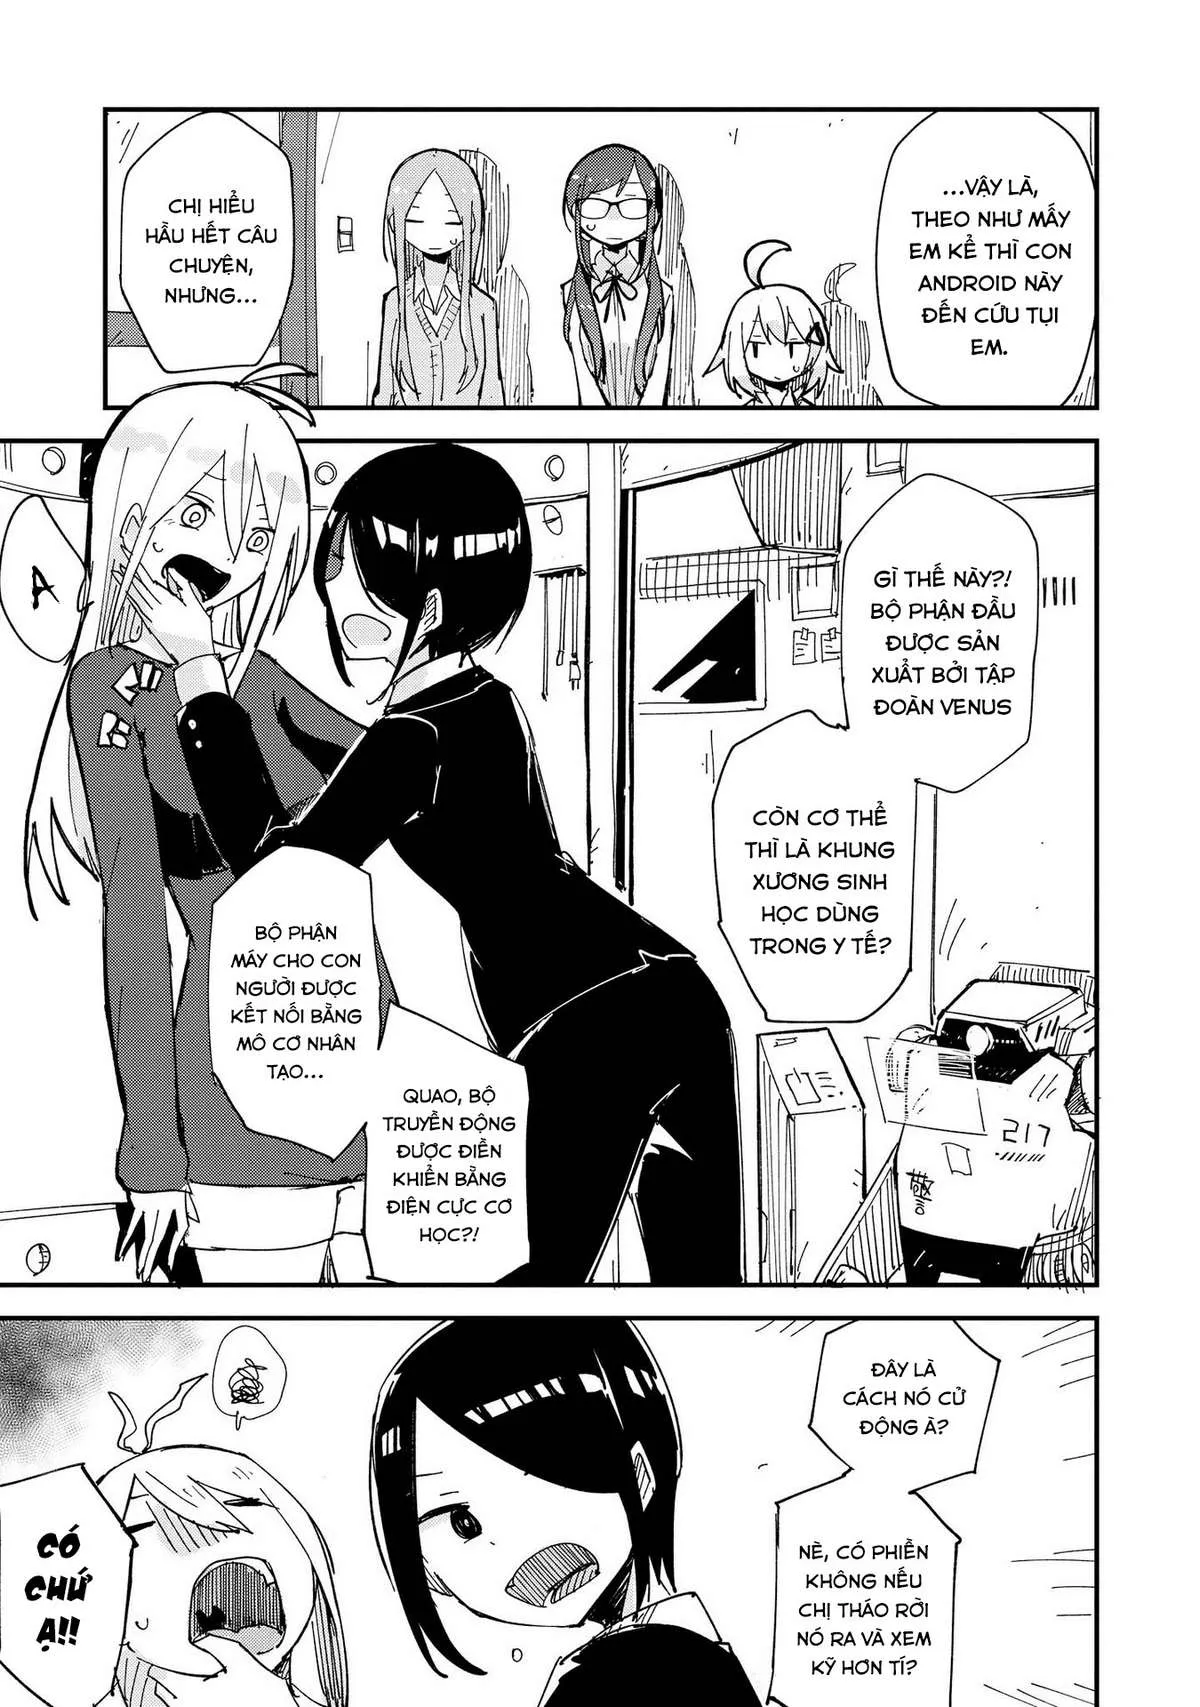 ...VẬY LÀ,
THEO NHƯ MẤY
EM KỂ THÌ CON
ANDROID NÀY
ĐẾN CỨU TỤI
EM.
CHỊ HIỂU
HẦU HẾT CÂU
CHUYỆN,
NHƯNG...
GÌ THẾ NÀY?!
BỘ PHẬN ĐẦU
ĐƯỢC SẢN
XUẤT BỞI TẬP
ĐOÀN VENUS
CÒN CƠ THỂ
THÌ LÀ KHUNG
XƯƠNG SINH
HỌC DÙNG
TRONG Y TẾ?
A
BỘ PHẬN
MÁY CHO CON
NGƯỜI ĐƯỢC
KẾT NỐI BẰNG
MÔ CƠ NHÂN
TẠO...
QUAO, BỘ
TRUYỀN ĐỘNG
ĐƯỢC ĐIỀN
KHIỂN BẰNG
ĐIỆN CỰC CƠ
HỌC?!
217
警
ĐÂY LÀ
CÁCH NÓ CỬ
ĐỘNG À?
NÈ, CÓ PHIỀN
KHÔNG NẾU
CHỊ THÁO RỜI
NÓ RA VÀ XEM
KỸ HƠN TÍ?
CÓ
CHỨ
Ạ!!